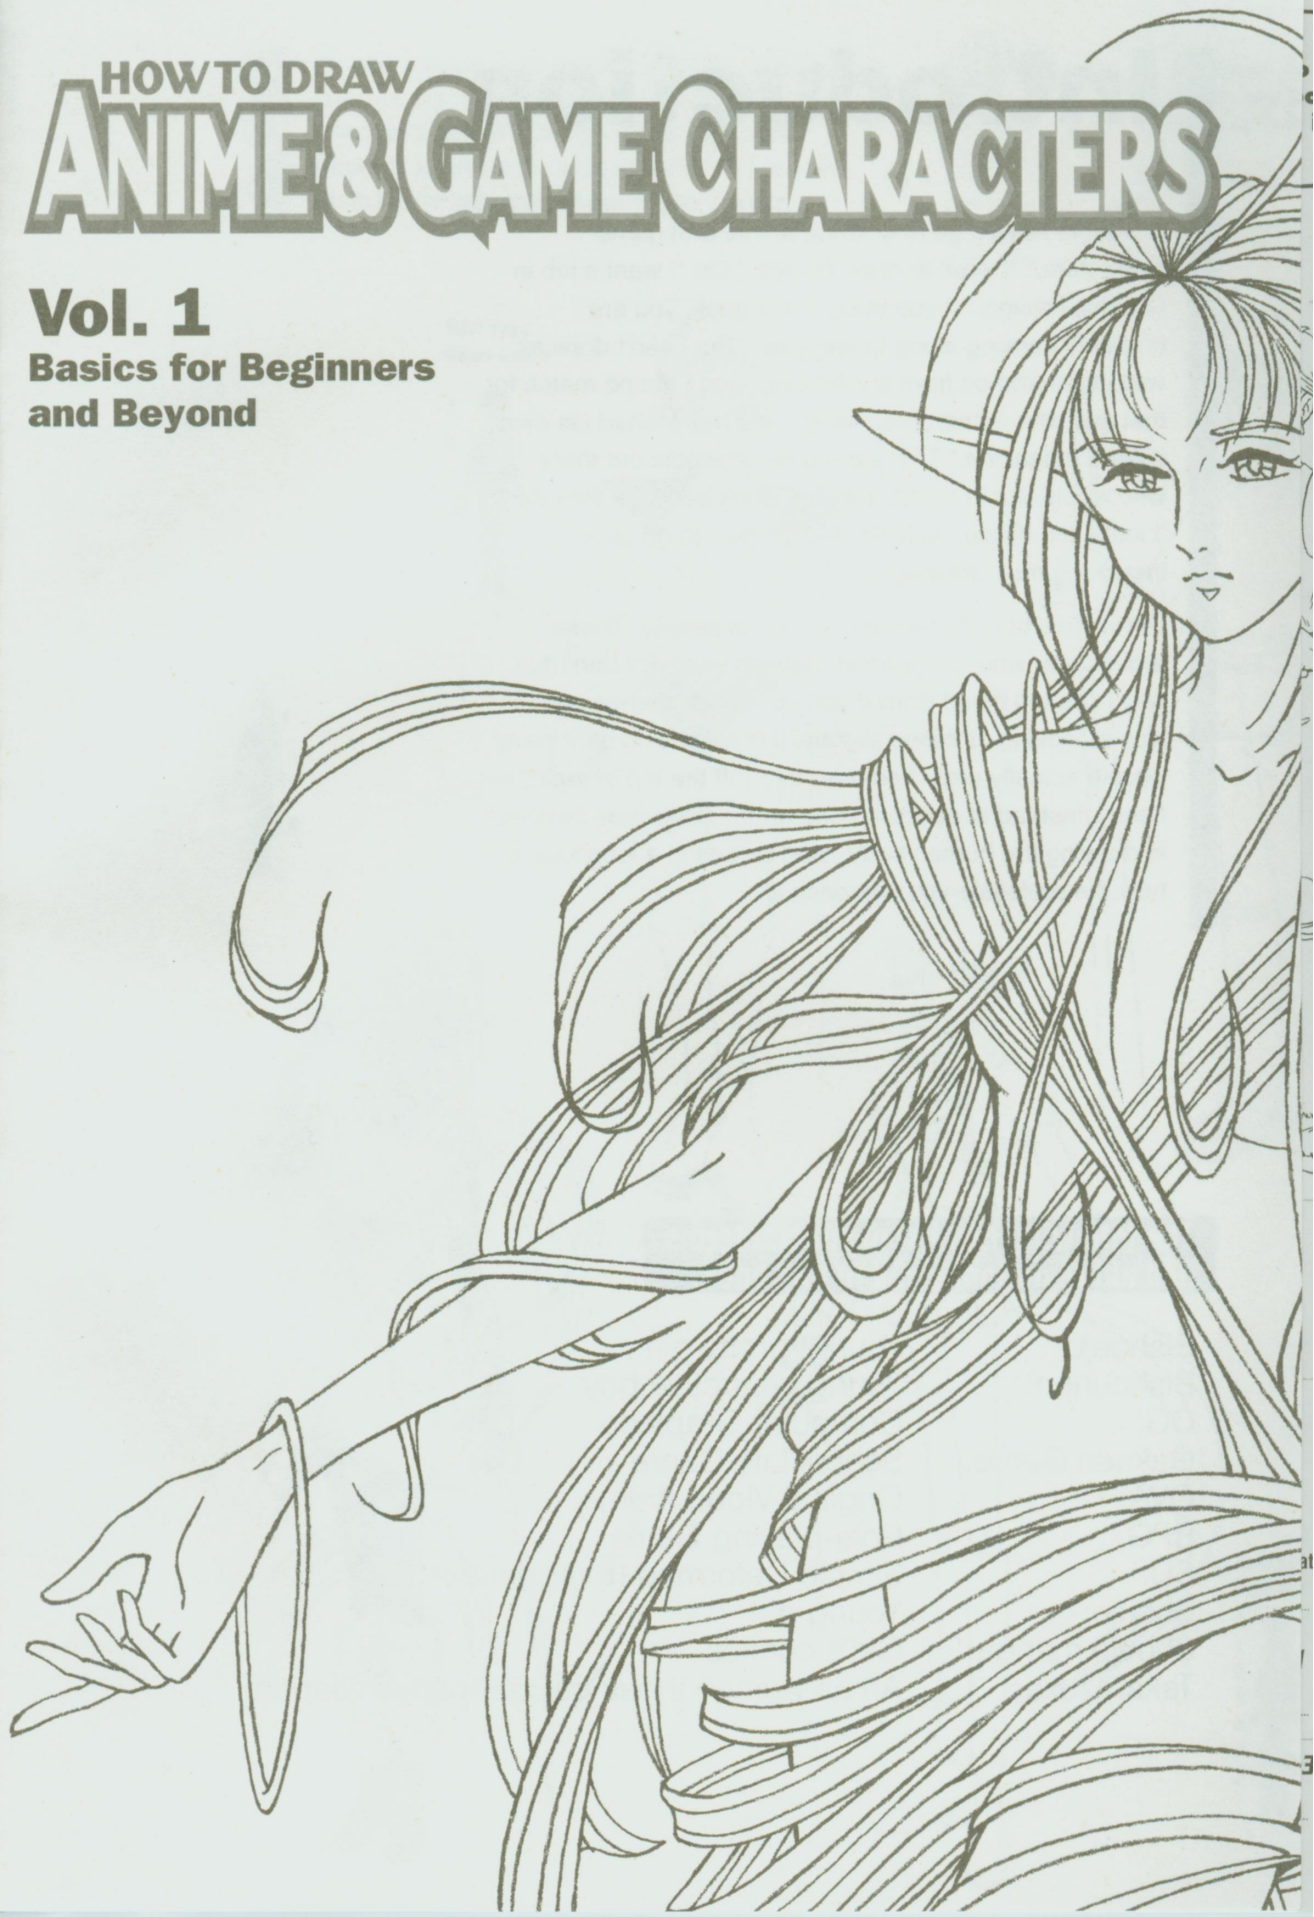 HOW TO DRAW
ANIME & GAME CHARACTERS
Vol. 1
Basics for Beginners
and Beyond